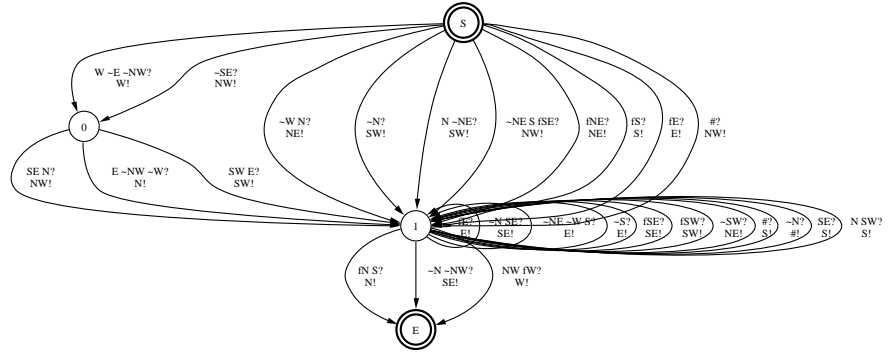 S
W ~E ~NW?
W!
~SE?
NW!
~W N?
NE!
~N?
SW!
N ~NE?
SW!
~NE S fSE?
NW!
fNE?
NE!
fS?
S!
fE?
E!
#?
NW!
0
SE N?
NW!
E ~NW ~W?
N!
SW E?
SW!
1
fE?
E!
~N SE?
SE!
~NE ~W S?
E!
~S?
E!
fSE?
SE!
fSW?
SW!
~SW?
NE!
#?
S!
~N?
#!
SE?
S!
N SW?
S!
fN S?
N!
~N ~NW?
SE!
NW fW?
W!
E